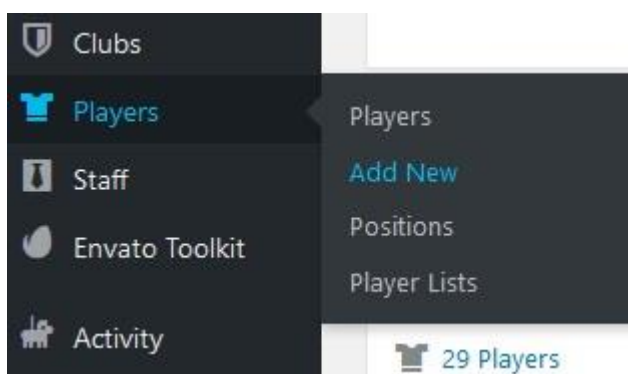 Clubs
Players
Staff
Envato Toolkit
Activity
Players
Add New
Positions
Player Lists
29 Players